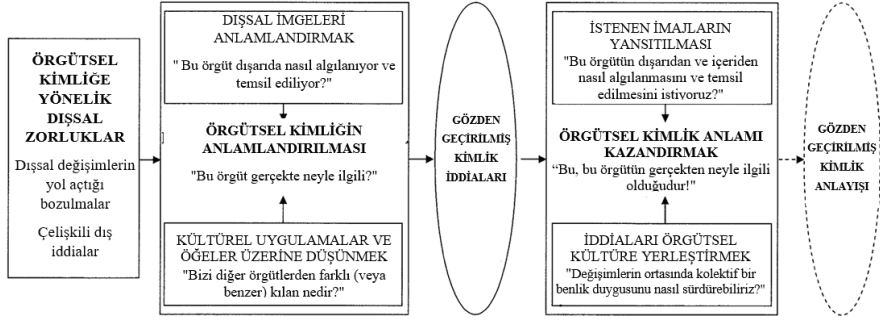 ÖRGÜTSEL
KİMLİĞE
YÖNELİK
DIŞSAL
ZORLUKLAR
Dışsal değişimlerin
yol açtığı
bozulmalar
Çelişkili dış
iddialar
DIŞSAL İMGELERİ
ANLAMLANDIRMAK
" Bu örgüt dışarıda nasıl algılanıyor ve
temsil ediliyor?"
ÖRGÜTSEL KİMLİĞİN
ANLAMLANDIRILMASI
"Bu örgüt gerçekte neyle ilgili?"
KÜLTÜREL UYGULAMALAR VE
ÖĞELER ÜZERİNE DÜŞÜNMEK
"Bizi diğer örgütlerden farklı (veya
benzer) kılan nedir?"
GÖZDEN
GEÇİRİLMİŞ
KİMLİK
İDDİALARI
İSTENEN İMAJLARIN
YANSITILMASI
"Bu örgütün dışarıdan ve içeriden
nasıl algılanmasını ve temsil
edilmesini istiyoruz?"
ÖRGÜTSEL KİMLİK ANLAMI
KAZANDIRMAK
“Bu, bu örgütün gerçekten neyle ilgili
olduğudur!"
İDDİALARI ÖRGÜTSEL
KÜLTÜRE YERLEŞTİRMEK
"Değişimlerin ortasında kolektif bir
benlik duygusunu nasıl sürdürebiliriz?"
GÖZDEN
GEÇİRİLMİŞ
KİMLİK
ANLAYIŞI